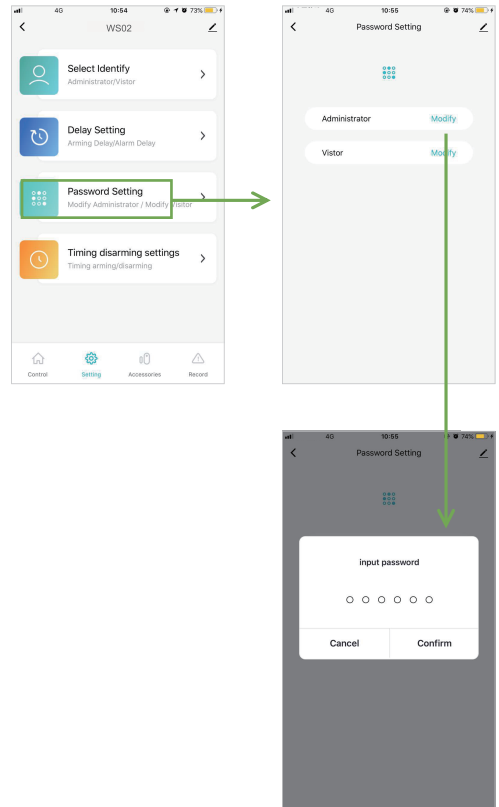 4G 10:54 73%
WS02
Select Identify
Administrator/Vistor
Delay Setting
Arming Delay/Alarm Delay
Password Setting
Modify Administrator / Modify Visitor
Timing disarming settings
Timing arming/disarming
Control Setting Accessories Record
4G 10:55 74%
Password Setting
Administrator Modify
Vistor Modify
4G 10:55 74%
Password Setting
input password
Cancel Confirm